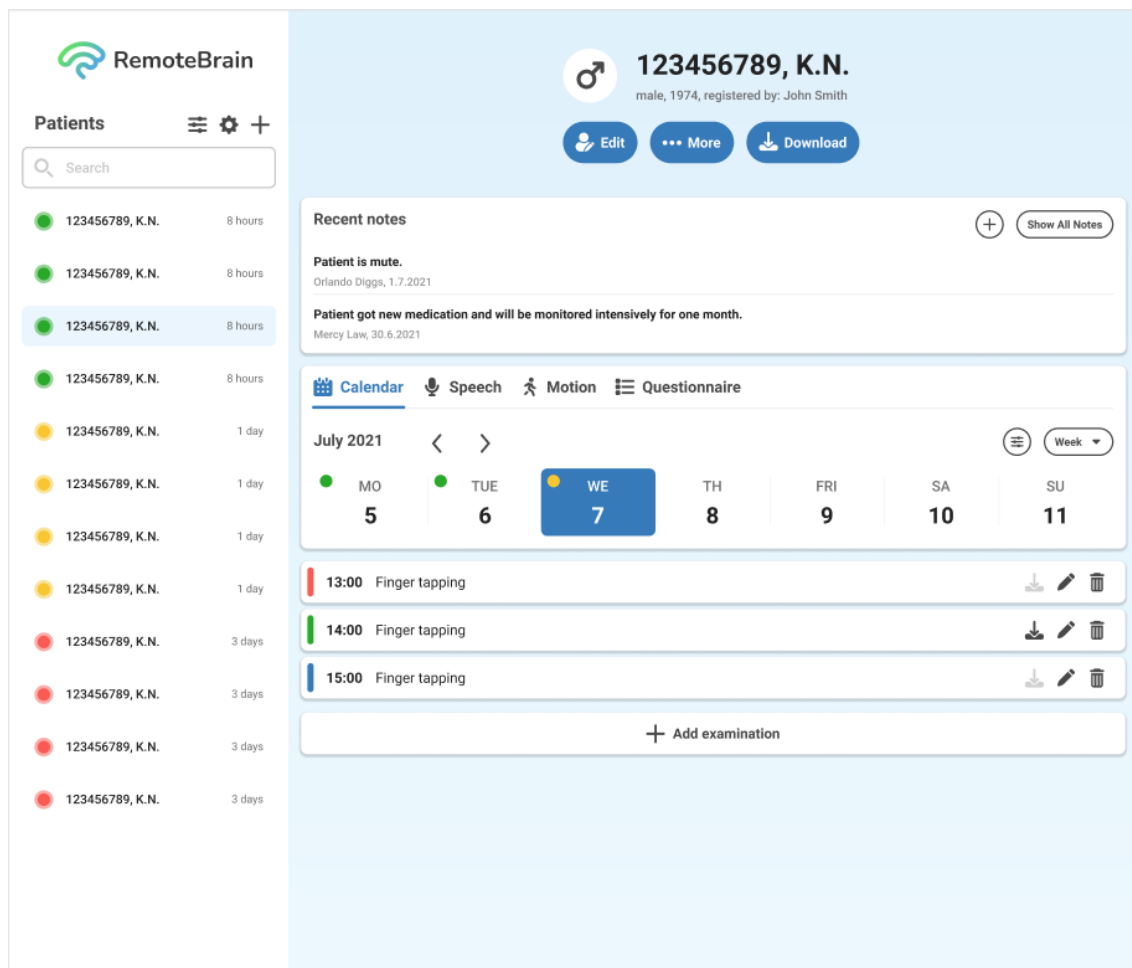 RemoteBrain
Patients
Search
123456789, K.N. 8 hours
123456789, K.N. 8 hours
123456789, K.N. 8 hours
123456789, K.N. 8 hours
123456789, K.N. 1 day
123456789, K.N. 1 day
123456789, K.N. 1 day
123456789, K.N. 1 day
123456789, K.N. 3 days
123456789, K.N. 3 days
123456789, K.N. 3 days
123456789, K.N. 3 days
123456789, K.N.
male, 1974, registered by: John Smith
Edit More Download
Recent notes Show All Notes
Patient is mute.
Orlando Diggs, 1.7.2021
Patient got new medication and will be monitored intensively for one month.
Mercy Law, 30.6.2021
Calendar Speech Motion Questionnaire
July 2021 Week
MO TUE WE TH FRI SA SU
5 6 7 8 9 10 11
13:00 Finger tapping
14:00 Finger tapping
15:00 Finger tapping
Add examination